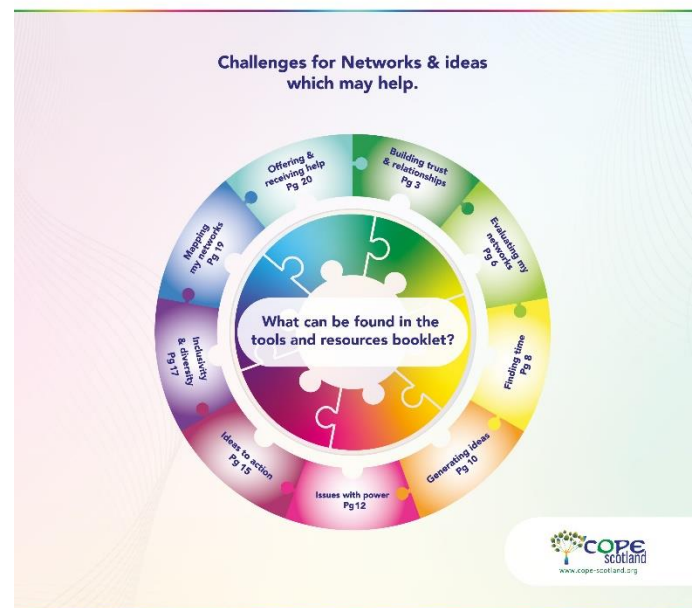 Challenges for Networks & ideas
which may help.
Building trust
& relationships
Pg 3
Evaluating my
networks
Pg 6
Finding time
Pg 8
Generating ideas
Pg 10
Issues with power
Pg12
Ideas to action
Pg 15
Inclusivity
& diversity
Pg 17
Mapping
my networks
Pg 19
Offering &
receiving help
Pg 20
What can be found in the
tools and resources booklet?
COPE
scotland
www.cope-scotland.org